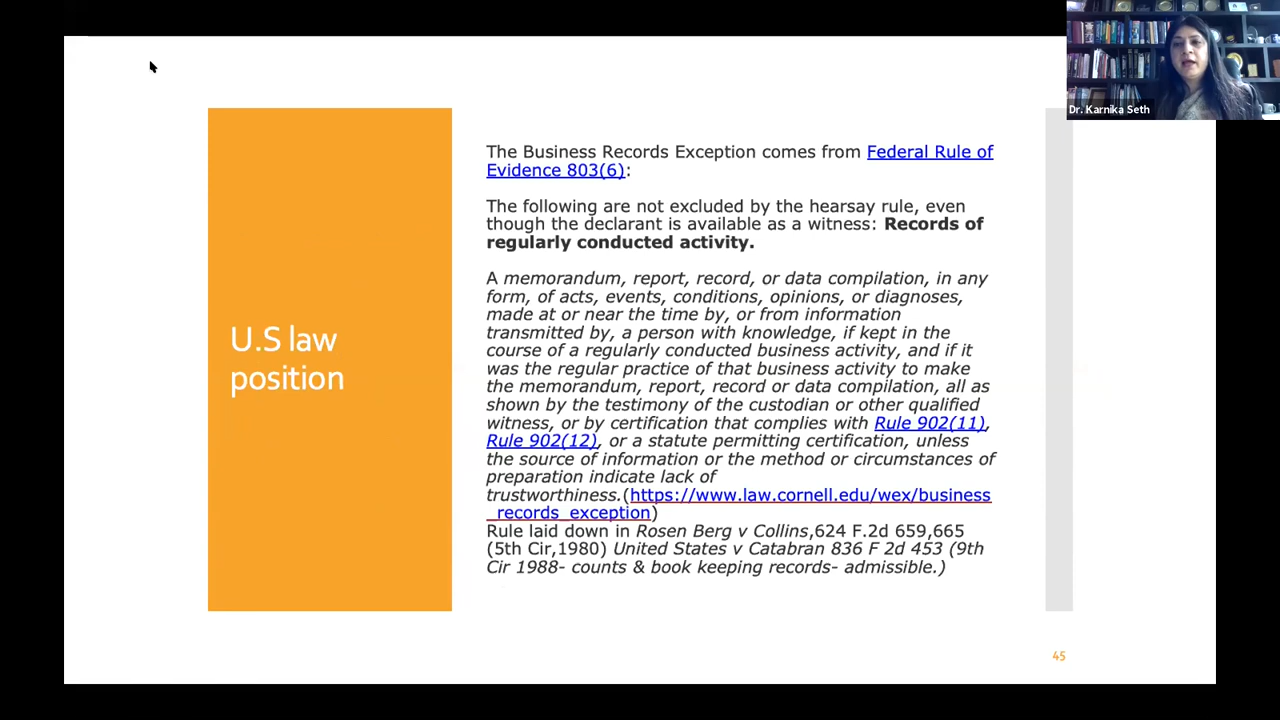 Dr. Karnika Seth
U.S law
position
The Business Records Exception comes from Federal Rule of
Evidence 803(6):
The following are not excluded by the hearsay rule, even
though the declarant is available as a witness: Records of
regularly conducted activity.
A memorandum, report, record, or data compilation, in any
form, of acts, events, conditions, opinions, or diagnoses,
made at or near the time by, or from information
transmitted by, a person with knowledge, if kept in the
course of a regularly conducted business activity, and if it
was the regular practice of that business activity to make
the memorandum, report, record or data compilation, all as
shown by the testimony of the custodian or other qualified
witness, or by certification that complies with Rule 902(11),
Rule 902(12), or a statute permitting certification, unless
the source of information or the method or circumstances of
preparation indicate lack of
trustworthiness.(https://www.law.cornell.edu/wex/business
_records_exception)
Rule laid down in Rosen Berg v Collins,624 F.2d 659,665
(5th Cir,1980) United States v Catabran 836 F 2d 453 (9th
Cir 1988- counts & book keeping records- admissible.)
45